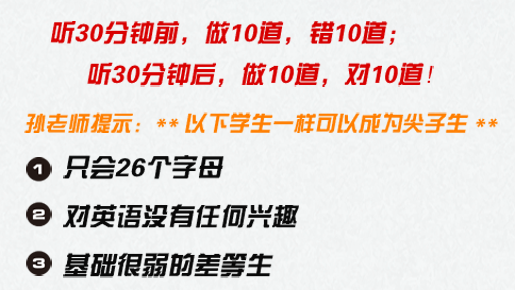 听30分钟前，做10道，错10道；
听30分钟后，做10道，对10道！
孙老师提示：** 以下学生一样可以成为尖子生 **
1 只会26个字母
2 对英语没有任何兴趣
3 基础很弱的差等生